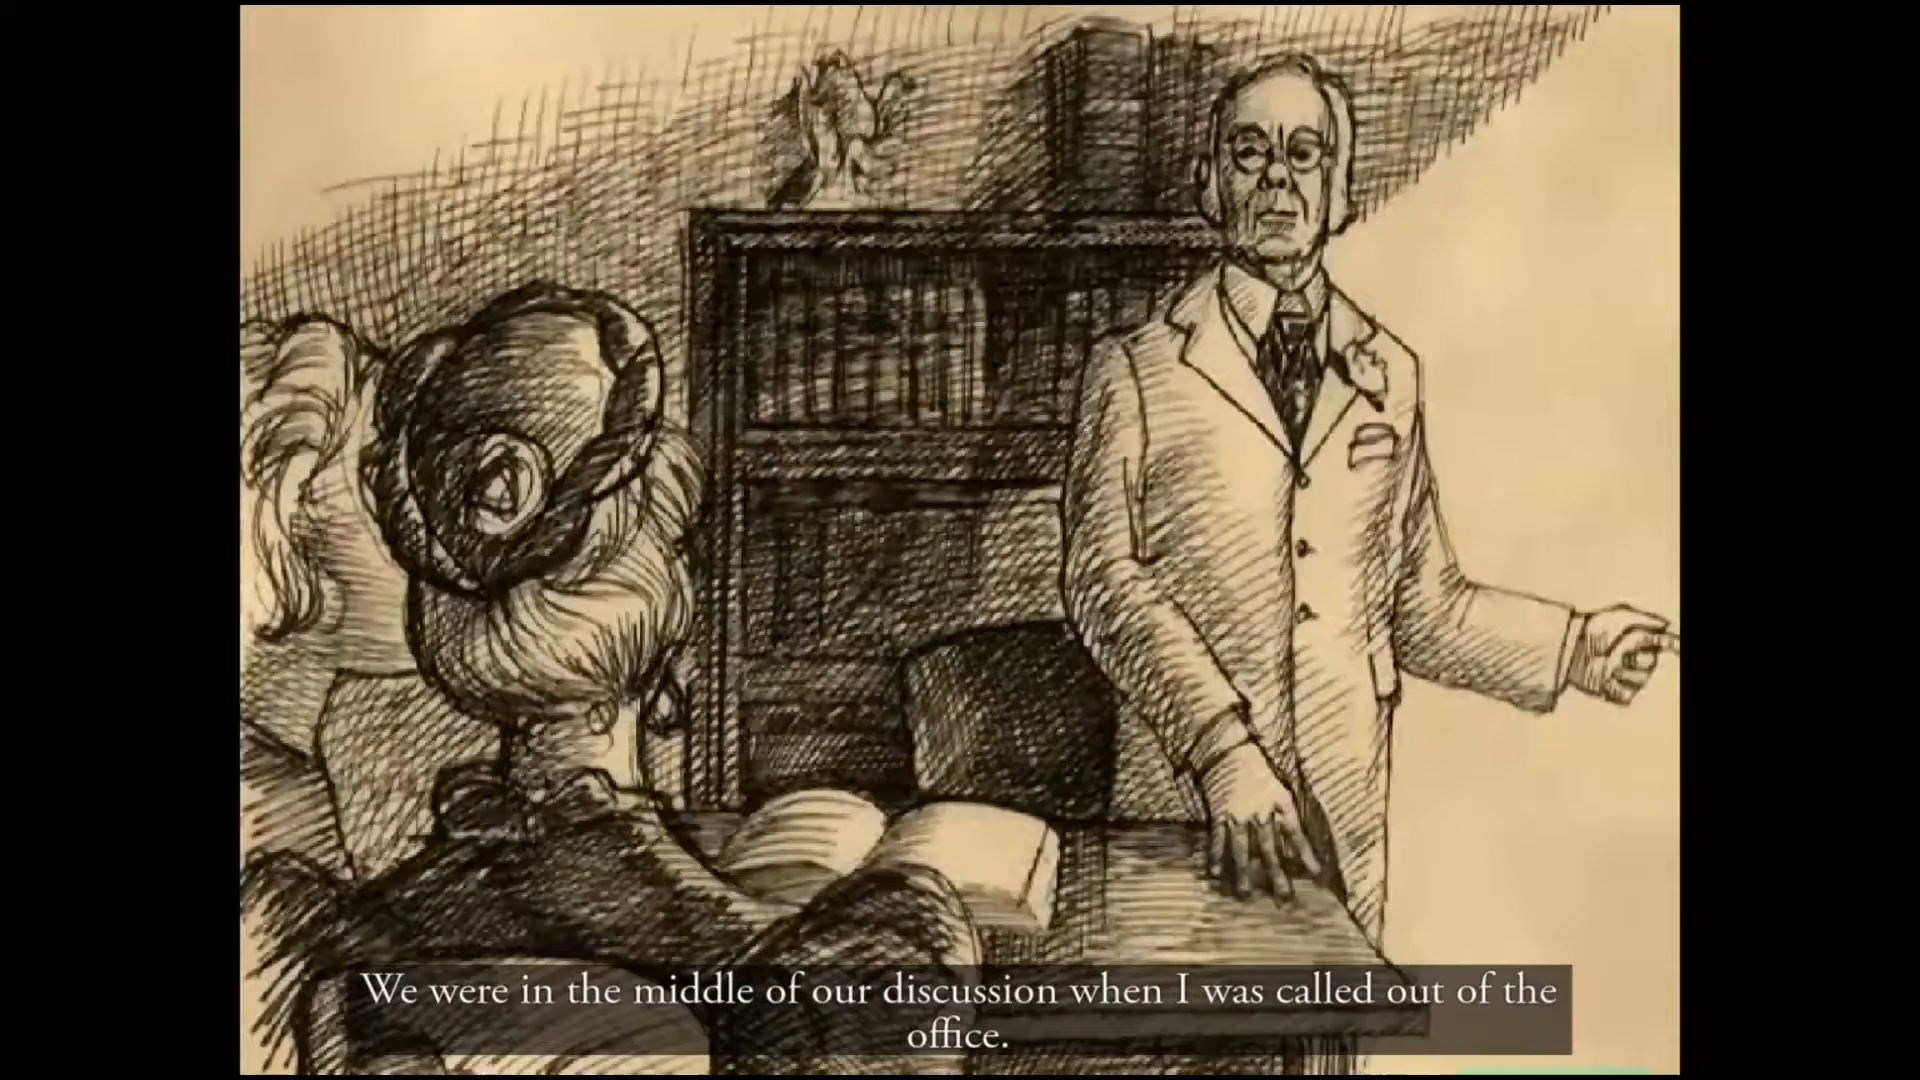 We were in the middle of our discussion when I was called out of the
office.